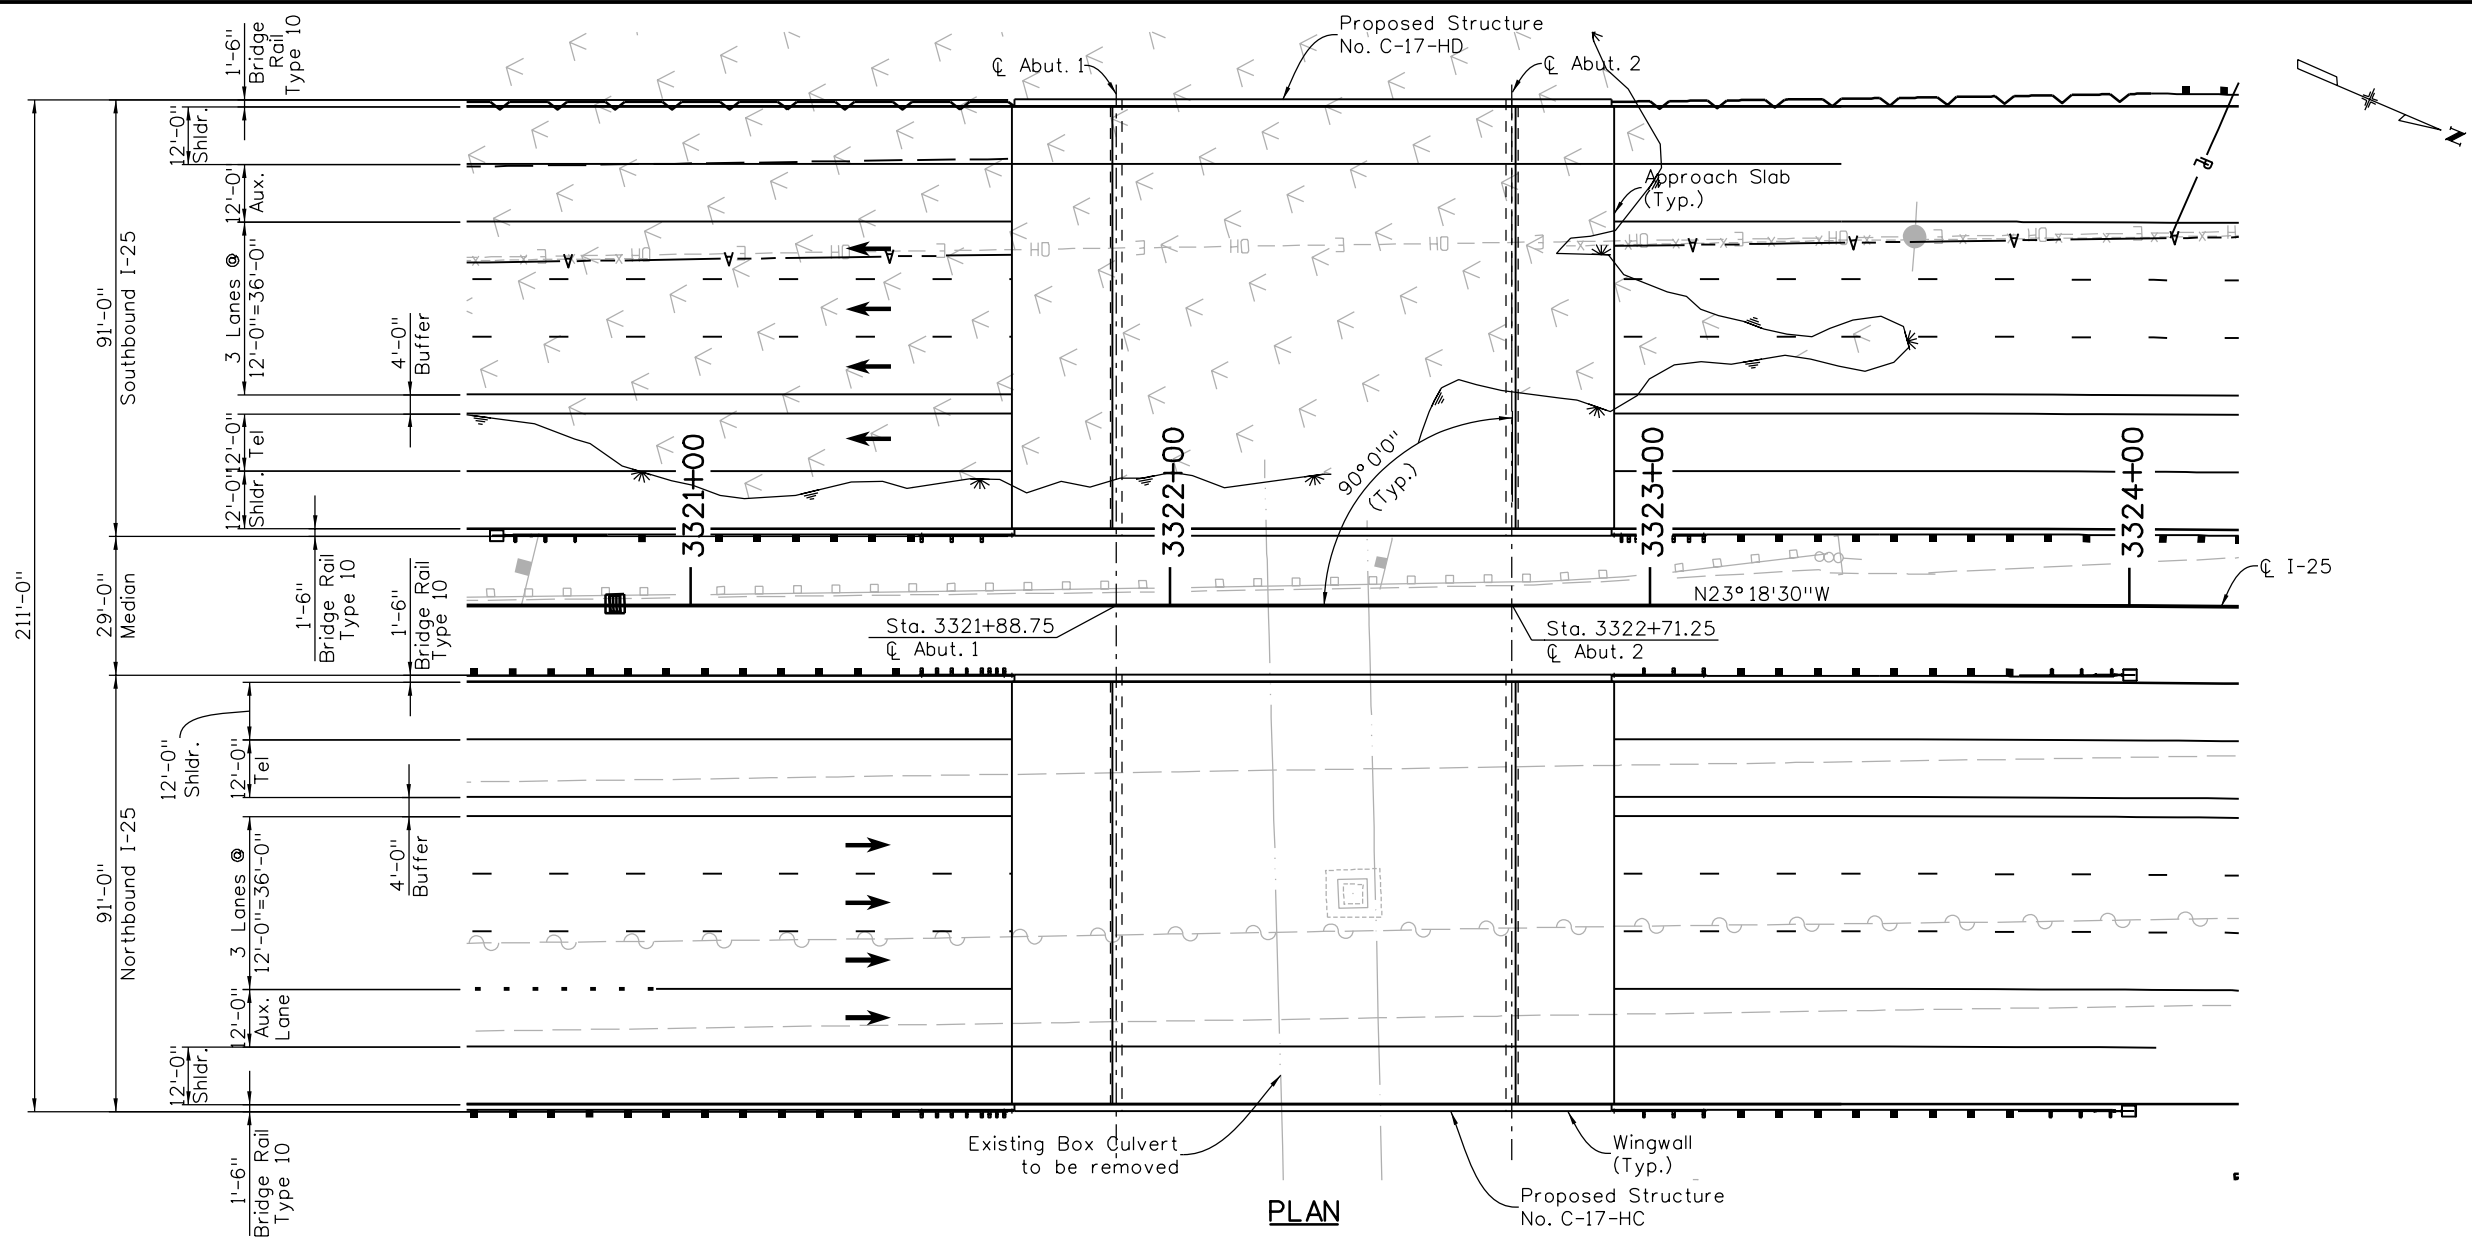 Proposed Structure
No. C-17-HD
℄ Abut. 1
℄ Abut. 2
Approach Slab
(Typ.)
N
1'-6"
Bridge
Rail
Type 10
12'-0"
Shldr.
12'-0"
Aux.
3 Lanes @
12'-0"=36'-0"
4'-0"
Buffer
12'-0"
Tel
12'-0"
Shldr.
91'-0"
Southbound I-25
211'-0"
29'-0"
Median
1'-6"
Bridge Rail
Type 10
1'-6"
Bridge Rail
Type 10
OH
E
OH
E
OH
E
OH
E
OH
E
OH
E
OH
E
H
3321+00
3322+00
3323+00
3324+00
90°0'0"
(Typ.)
N23°18'30"W
℄ I-25
Sta. 3321+88.75
℄ Abut. 1
Sta. 3322+71.25
℄ Abut. 2
12'-0"
Shldr.
12'-0"
Tel
4'-0"
Buffer
3 Lanes @
12'-0"=36'-0"
12'-0"
Aux.
Lane
12'-0"
Shldr.
91'-0"
Northbound I-25
1'-6"
Bridge Rail
Type 10
Existing Box Culvert
to be removed
Wingwall
(Typ.)
Proposed Structure
No. C-17-HC
PLAN